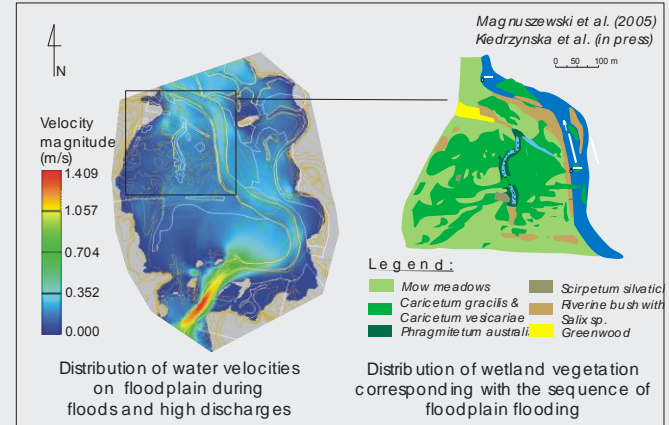 Magnuszewski et al. (2005)
Kiedrzynska et al. (in press)
0 50 100 m
N
Velocity
magnitude
(m/s)
1.409
1.057
0.704
0.352
0.000
Legend:
Mow meadows
Caricetum gracilis &
Caricetum vesicariae
Phragmitetum australi
Scirpetum silvatici
Riverine bush with
Salix sp.
Greenwood
Distribution of water velocities
on floodplain during
floods and high discharges
Distribution of wetland vegetation
corresponding with the sequence of
floodplain flooding